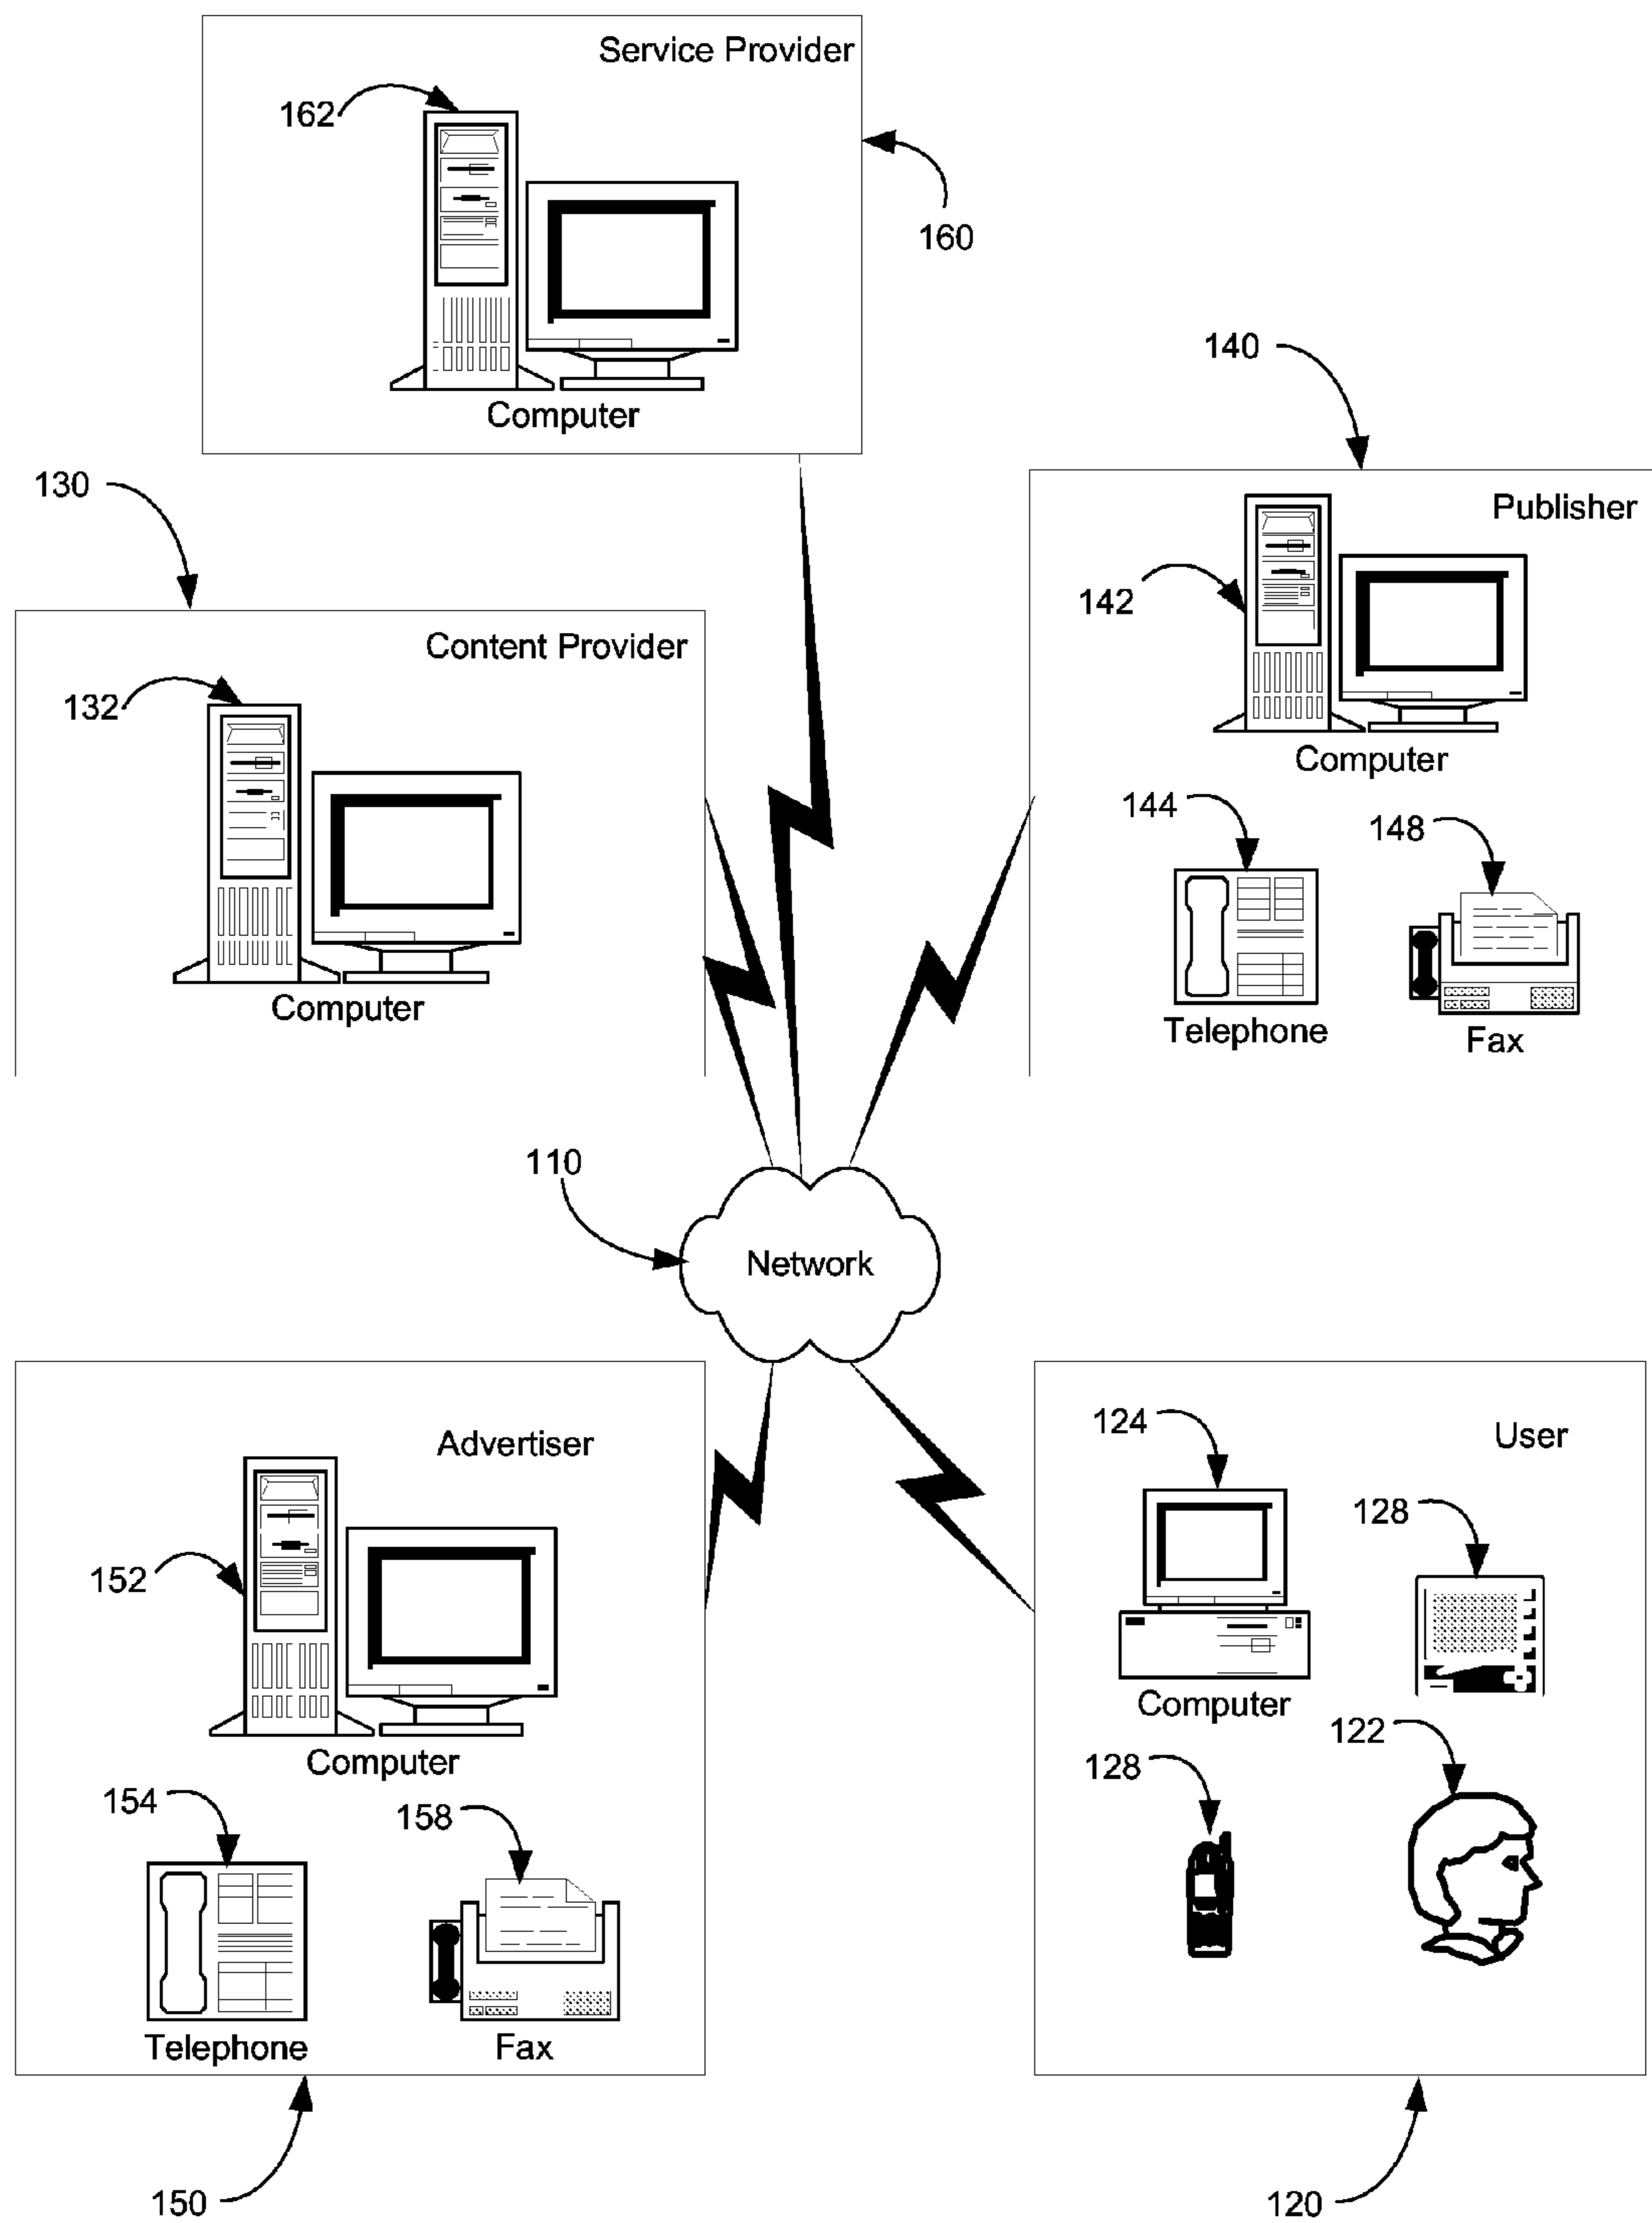 Service Provider
162
160
Computer
140
130
Publisher
142
Content Provider
132
Computer
144
148
Computer
Telephone
Fax
110
Network
124
User
Advertiser
128
152
Computer
122
Computer
128
154
158
Telephone
Fax
150
120